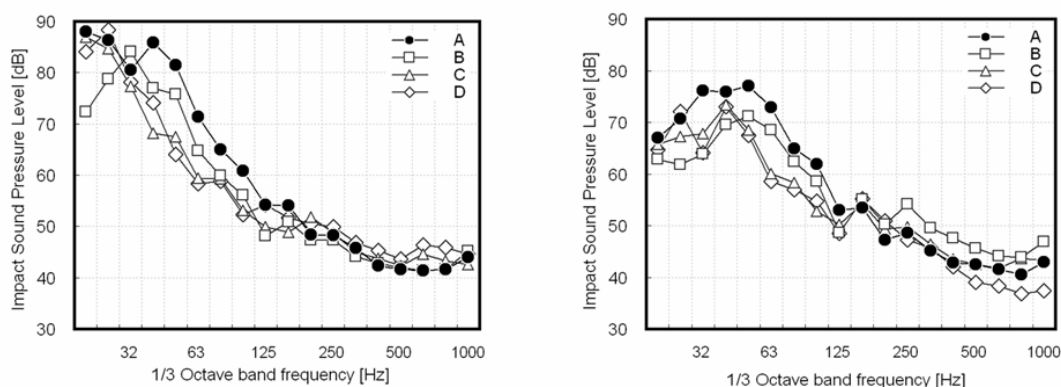 90
80
70
60
50
40
30
Impact Sound Pressure Level [dB]
A
B
C
D
32 63 125 250 500 1000
1/3 Octave band frequency [Hz]
90
80
70
60
50
40
30
Impact Sound Pressure Level [dB]
A
B
C
D
32 63 125 250 500 1000
1/3 Octave band frequency [Hz]